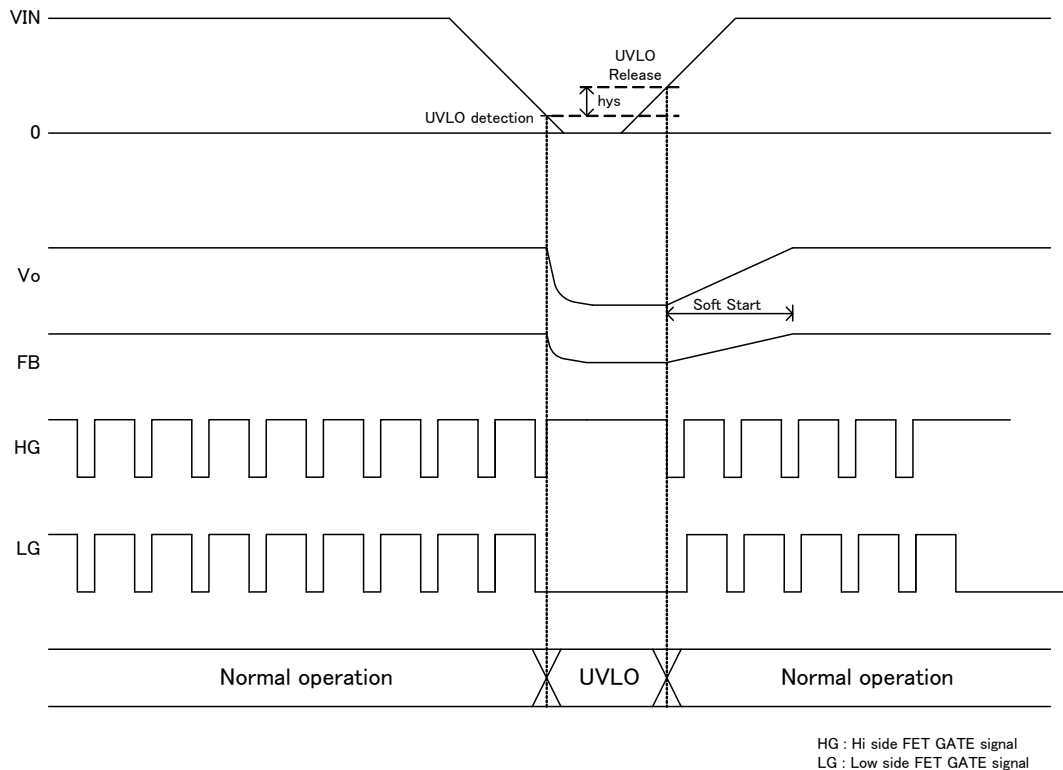 VIN
UVLO
Release
hys
UVLO detection
0
Vo
Soft Start
FB
HG
LG
Normal operation
UVLO
Normal operation
HG : Hi side FET GATE signal
LG : Low side FET GATE signal